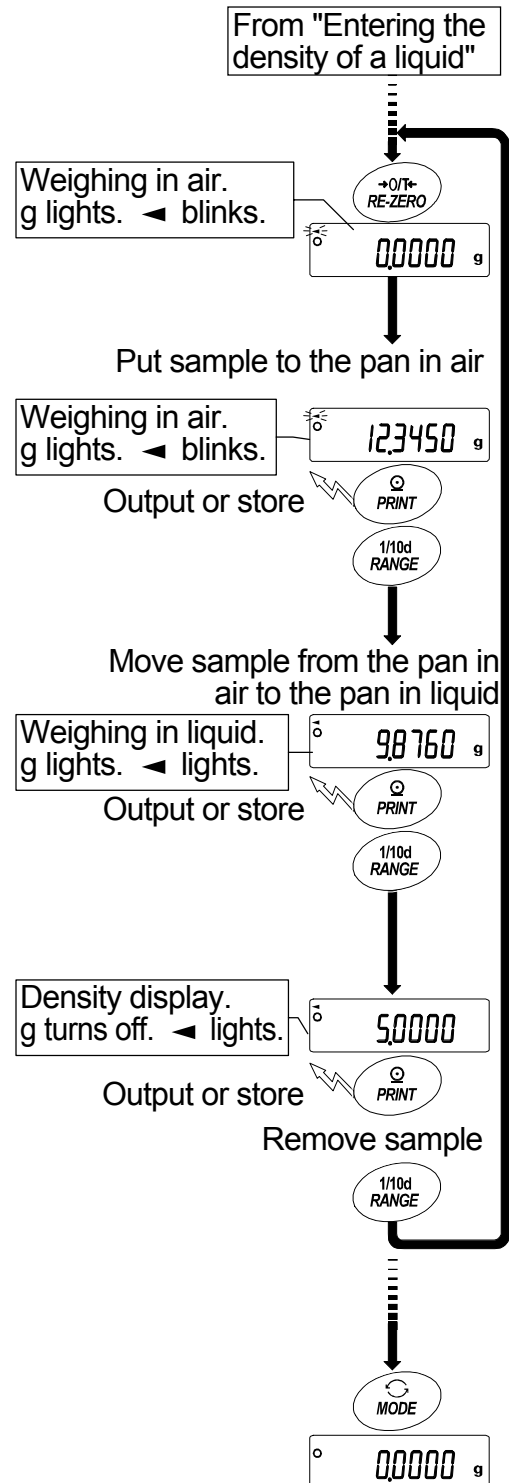 From "Entering the
density of a liquid"
→0/T←
RE-ZERO
Weighing in air.
g lights. ◄ blinks.
0.0000 g
Put sample to the pan in air
Weighing in air.
g lights. ◄ blinks.
12.3450 g
Output or store
PRINT
1/10d
RANGE
Move sample from the pan in
air to the pan in liquid
Weighing in liquid.
g lights. ◄ lights.
9.8760 g
Output or store
PRINT
1/10d
RANGE
Density display.
g turns off. ◄ lights.
5.0000
Output or store
PRINT
Remove sample
1/10d
RANGE
MODE
0.0000 g